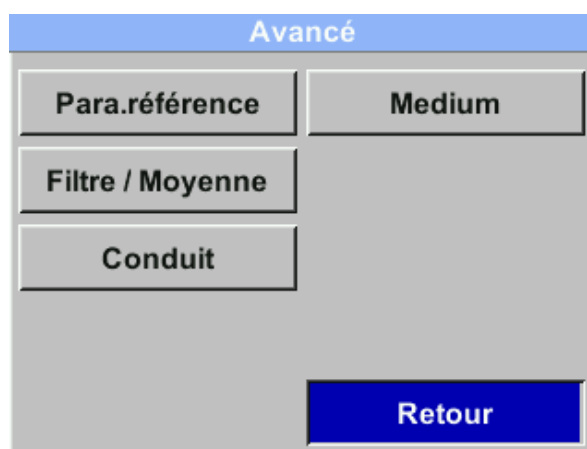 Avancé
Para.référence
Medium
Filtre / Moyenne
Conduit
Retour